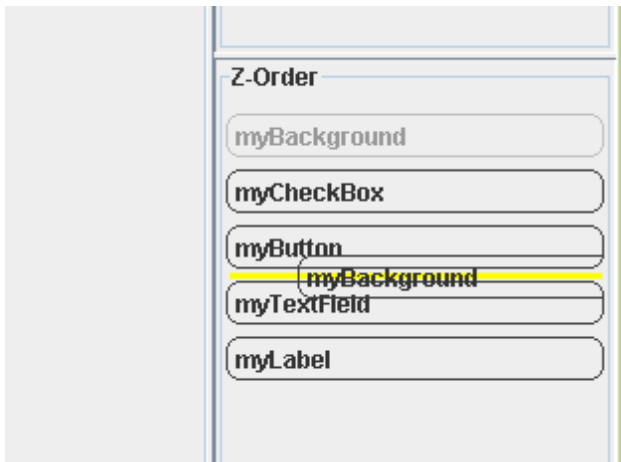 Z-Order
myBackground
myCheckBox
myButton
myBackground
myTextField
myLabel